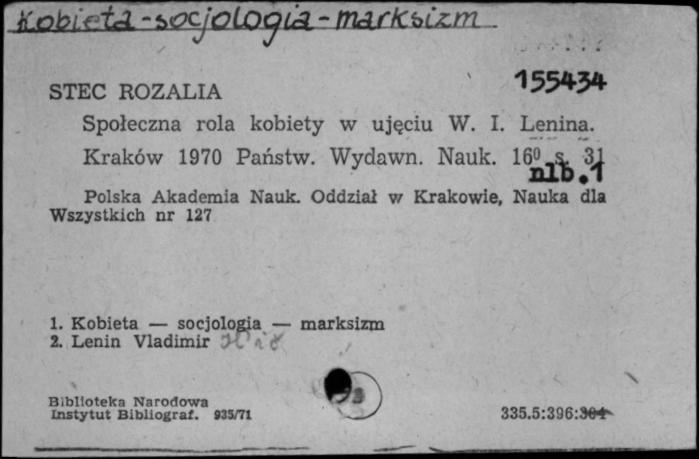 Kobieta-socjologia-marksizm
155434
STEC ROZALIA
Społeczna rola kobiety w ujęciu W. I. Lenina.
Kraków 1970 Państw. Wydawn. Nauk. 16⁰ s. 31
nlb. 1
Polska Akademia Nauk. Oddział w Krakowie, Nauka dla
Wszystkich nr 127
1. Kobieta — socjologia — marksizm
2. Lenin Vladimir
Biblioteka Narodowa
Instytut Bibliograf. 935/71
335.5:396:304